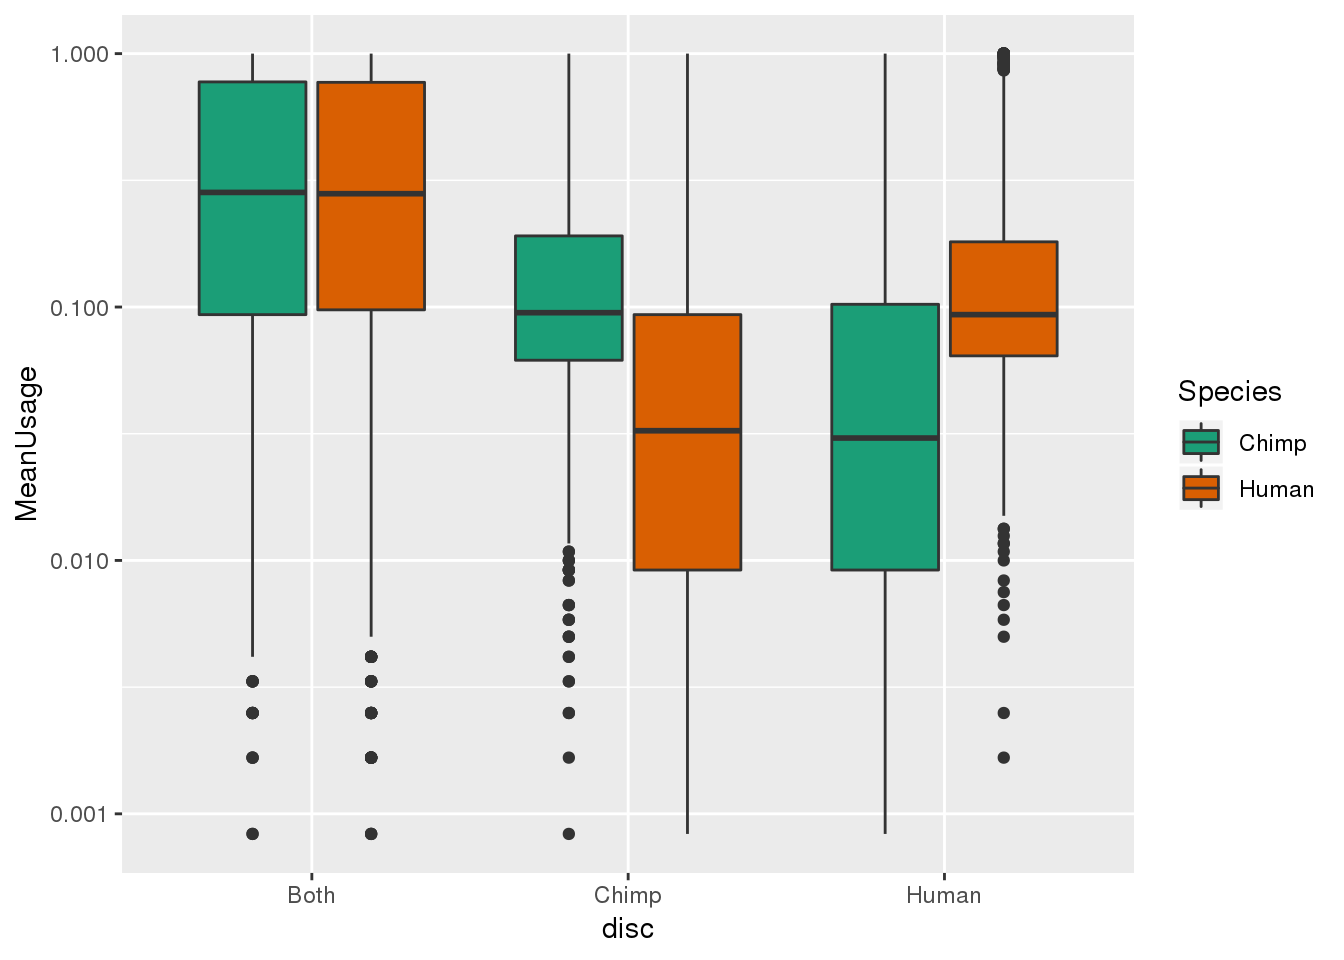 1.000
0.100
0.010
0.001
MeanUsage
Both
Chimp
Human
disc
Species
Chimp
Human